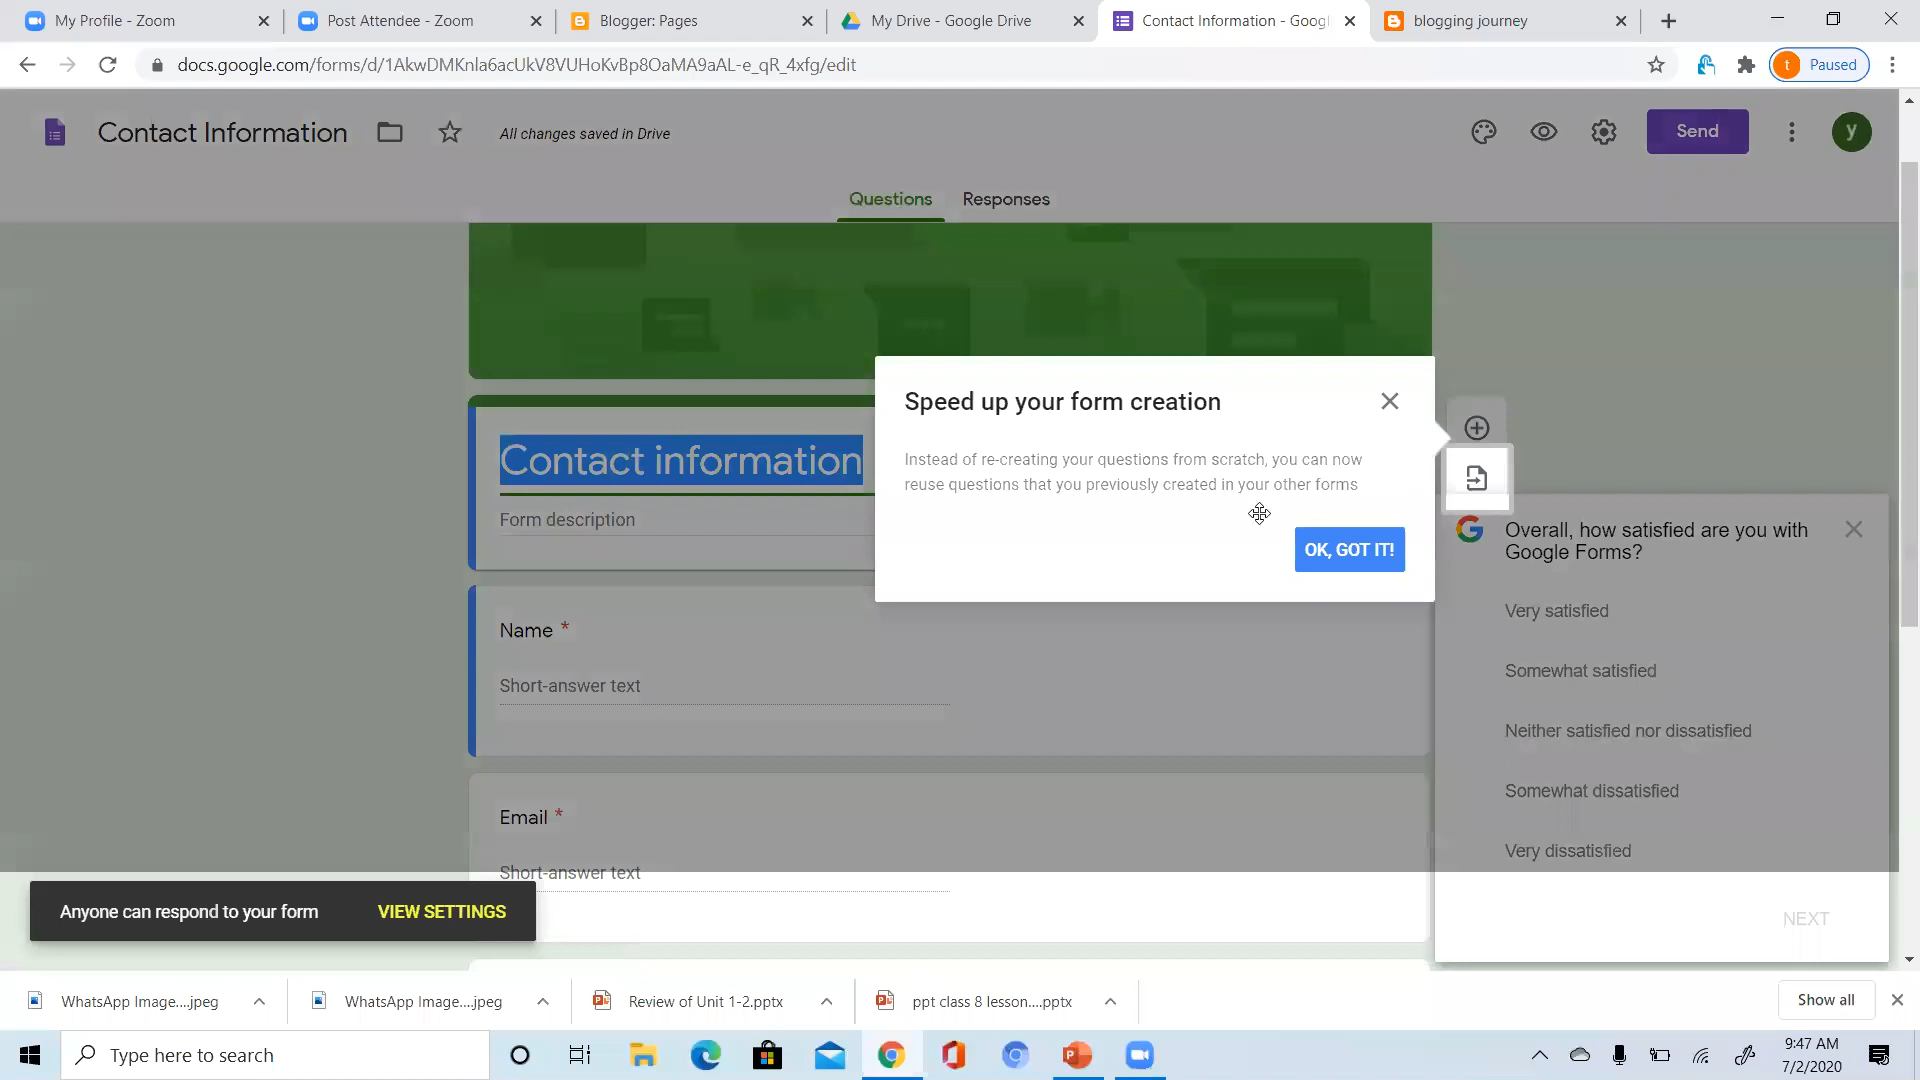 My Profile - Zoom
Post Attendee - Zoom
Blogger: Pages
My Drive - Google Drive
Contact Information - Googl
blogging journey
docs.google.com/forms/d/1AkwDMKnla6acUkV8VUHoKvBp8OaMA9aAL-e_qR_4xfg/edit
t
Paused
Contact Information
All changes saved in Drive
Send
y
Questions
Responses
Speed up your form creation
Instead of re-creating your questions from scratch, you can now
reuse questions that you previously created in your other forms
OK, GOT IT!
Contact information
Form description
Name *
Short-answer text
Email *
Short-answer text
Overall, how satisfied are you with
Google Forms?
Very satisfied
Somewhat satisfied
Neither satisfied nor dissatisfied
Somewhat dissatisfied
Very dissatisfied
NEXT
Anyone can respond to your form
VIEW SETTINGS
WhatsApp Image....jpeg
WhatsApp Image....jpeg
Review of Unit 1-2.pptx
ppt class 8 lesson....pptx
Show all
Type here to search
9:47 AM
7/2/2020